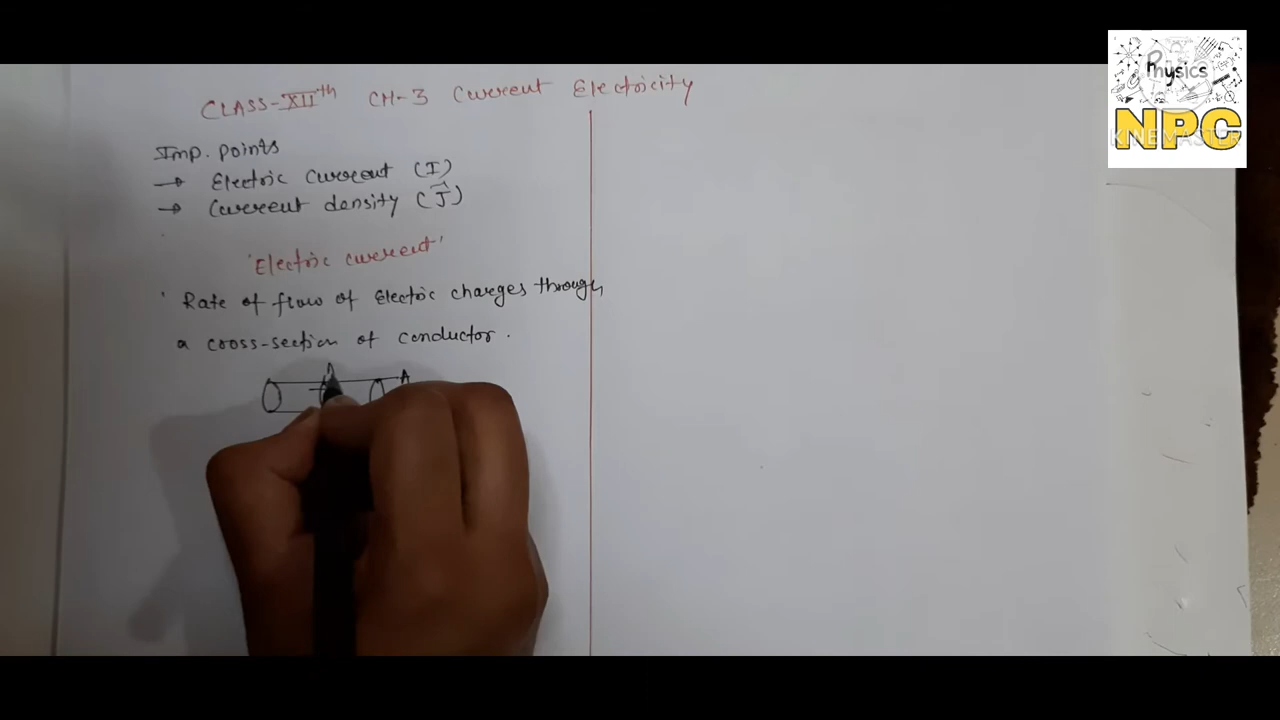 CLASS-XIIth CH-3 Current Electricity
Imp. points
→ Electric Current (I)
→ Current density (J⃗)
'Electric current'
Rate of flow of Electric charges through
a cross-section of conductor.
A
Physics
NPC
KINEMASTER